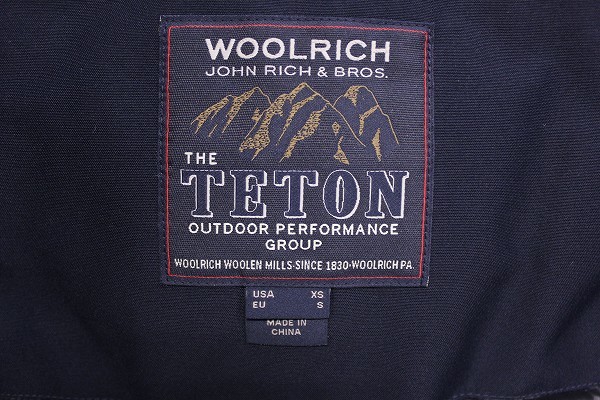 WOOLRICH
JOHN RICH & BROS.
THE
TETON
OUTDOOR PERFORMANCE
GROUP
WOOLRICH WOOLEN MILLS·SINCE 1830·WOOLRICH PA.
USA XS
EU S
MADE IN
CHINA